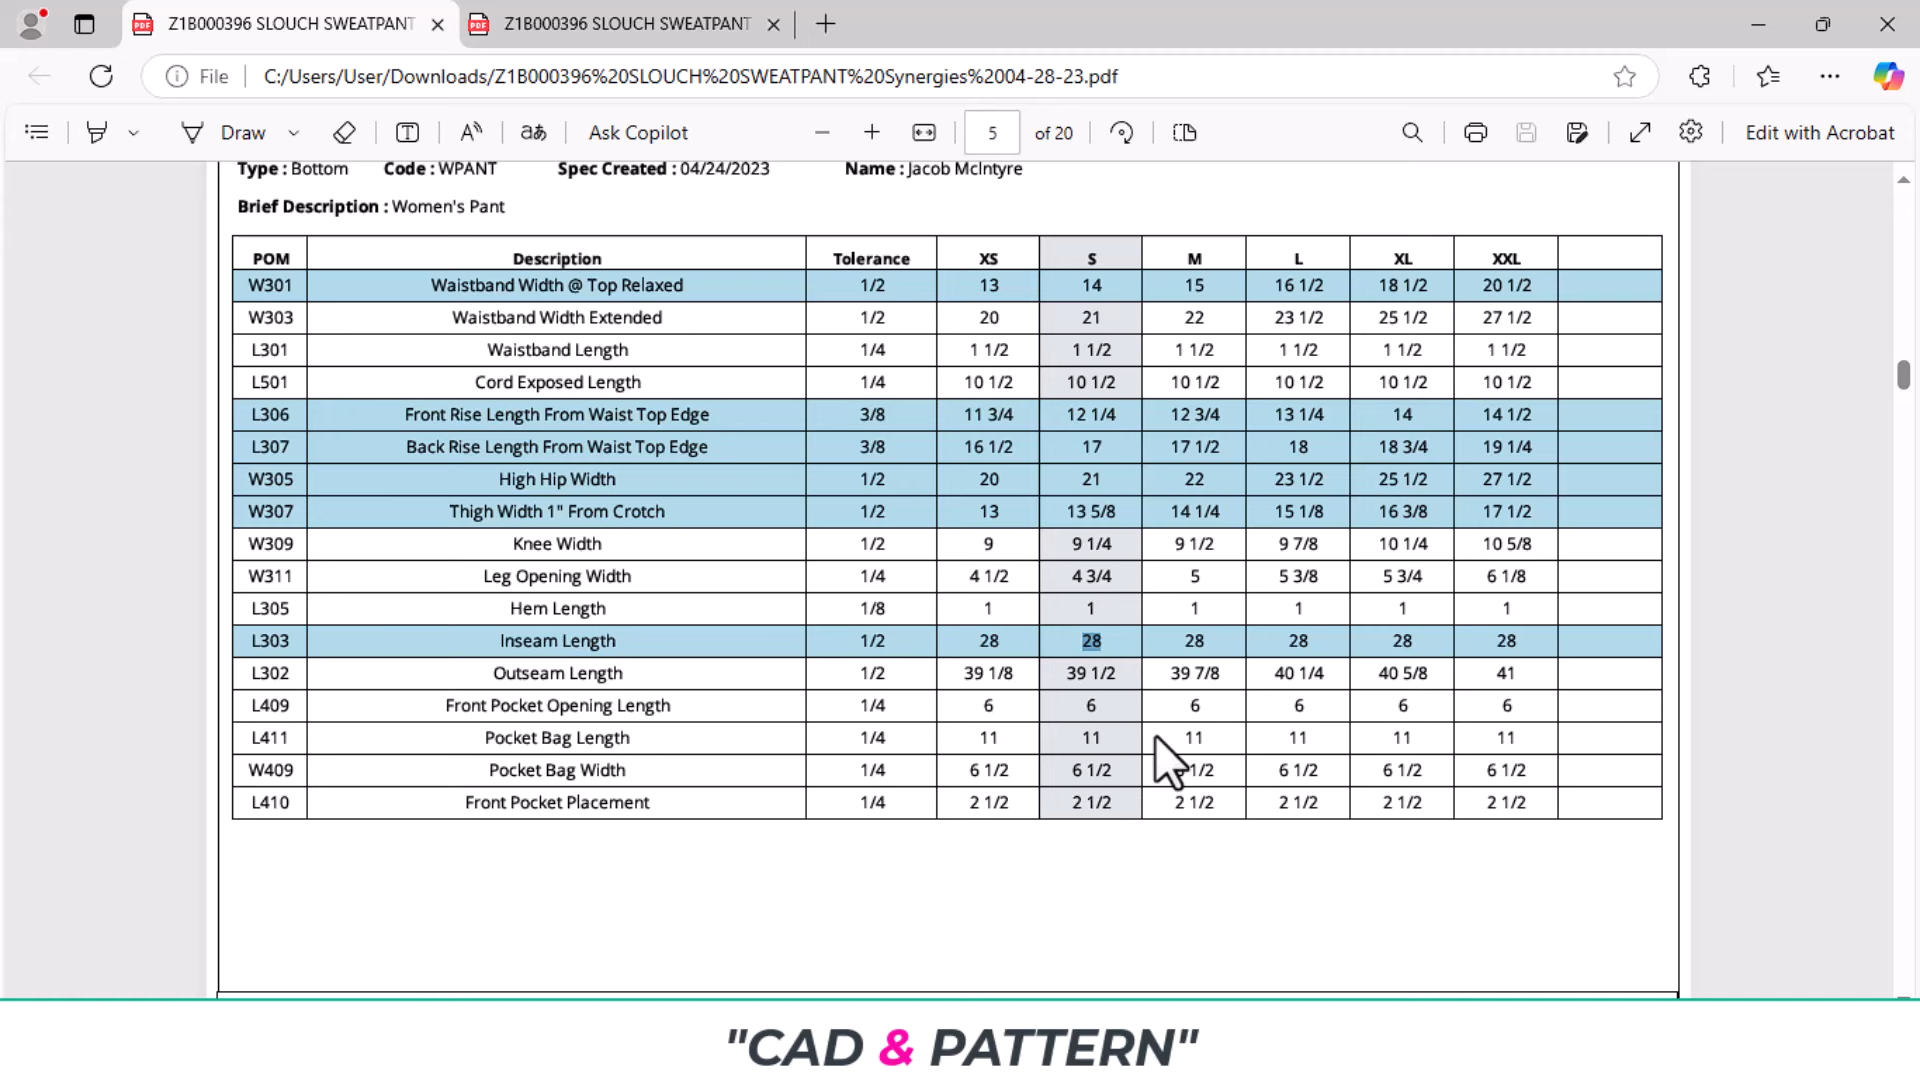 Z1B000396 SLOUCH SWEATPANT
Z1B000396 SLOUCH SWEATPANT
File
C:/Users/User/Downloads/Z1B000396%20SLOUCH%20SWEATPANT%20Synergies%2004-28-23.pdf
Draw
Ask Copilot
5 of 20
Edit with Acrobat
Type : Bottom Code : WPANT Spec Created : 04/24/2023 Name : Jacob McIntyre
Brief Description : Women's Pant
POM Description Tolerance XS S M L XL XXL
W301 Waistband Width @ Top Relaxed 1/2 13 14 15 16 1/2 18 1/2 20 1/2
W303 Waistband Width Extended 1/2 20 21 22 23 1/2 25 1/2 27 1/2
L301 Waistband Length 1/4 1 1/2 1 1/2 1 1/2 1 1/2 1 1/2 1 1/2
L501 Cord Exposed Length 1/4 10 1/2 10 1/2 10 1/2 10 1/2 10 1/2 10 1/2
L306 Front Rise Length From Waist Top Edge 3/8 11 3/4 12 1/4 12 3/4 13 1/4 14 14 1/2
L307 Back Rise Length From Waist Top Edge 3/8 16 1/2 17 17 1/2 18 18 3/4 19 1/4
W305 High Hip Width 1/2 20 21 22 23 1/2 25 1/2 27 1/2
W307 Thigh Width 1" From Crotch 1/2 13 13 5/8 14 1/4 15 1/8 16 3/8 17 1/2
W309 Knee Width 1/2 9 9 1/4 9 1/2 9 7/8 10 1/4 10 5/8
W311 Leg Opening Width 1/4 4 1/2 4 3/4 5 5 3/8 5 3/4 6 1/8
L305 Hem Length 1/8 1 1 1 1 1 1
L303 Inseam Length 1/2 28 28 28 28 28 28
L302 Outseam Length 1/2 39 1/8 39 1/2 39 7/8 40 1/4 40 5/8 41
L409 Front Pocket Opening Length 1/4 6 6 6 6 6 6
L411 Pocket Bag Length 1/4 11 11 11 11 11 11
W409 Pocket Bag Width 1/4 6 1/2 6 1/2 1/2 6 1/2 6 1/2 6 1/2
L410 Front Pocket Placement 1/4 2 1/2 2 1/2 2 1/2 2 1/2 2 1/2 2 1/2
"CAD & PATTERN"